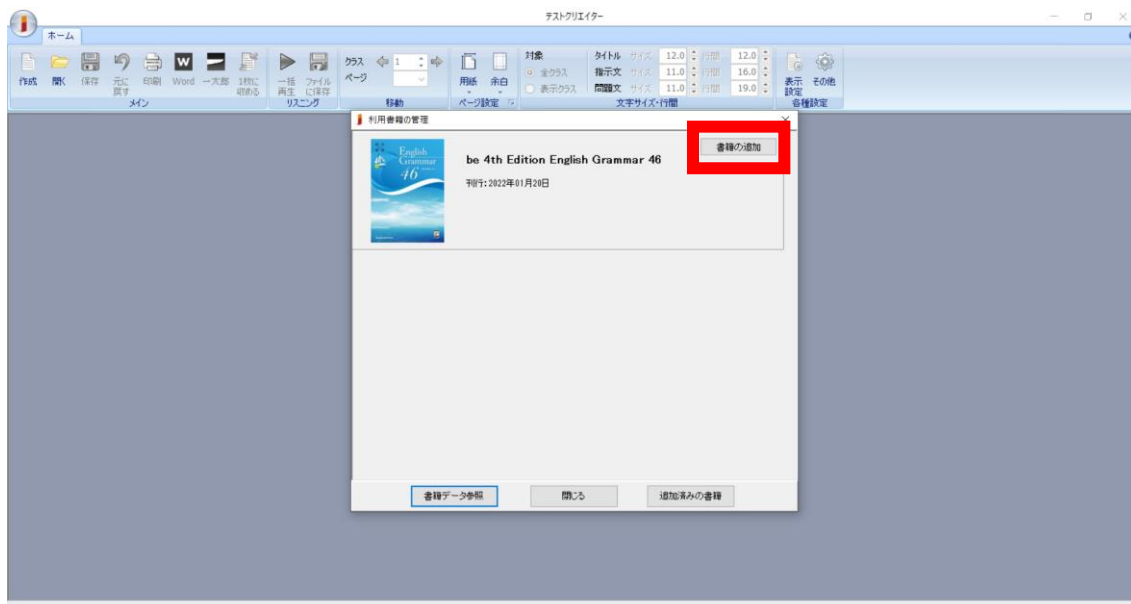 テストクリエイター
ホーム
作成 開く 保存 元に戻す 印刷 Word 一太郎 1枚に収める
一括再生 ファイルに保存
クラス 1
ページ
用紙 余白
対象
全クラス
表示クラス
タイトル サイズ 12.0 行間 12.0
指示文 サイズ 11.0 行間 16.0
問題文 サイズ 11.0 行間 19.0
表示設定 その他
メイン リスニング 移動 ページ設定 文字サイズ・行間 各種設定
利用書籍の管理
書籍の追加
English
Grammar
46
be 4th Edition English Grammar 46
刊行:2022年01月20日
書籍データ参照 閉じる 追加済みの書籍